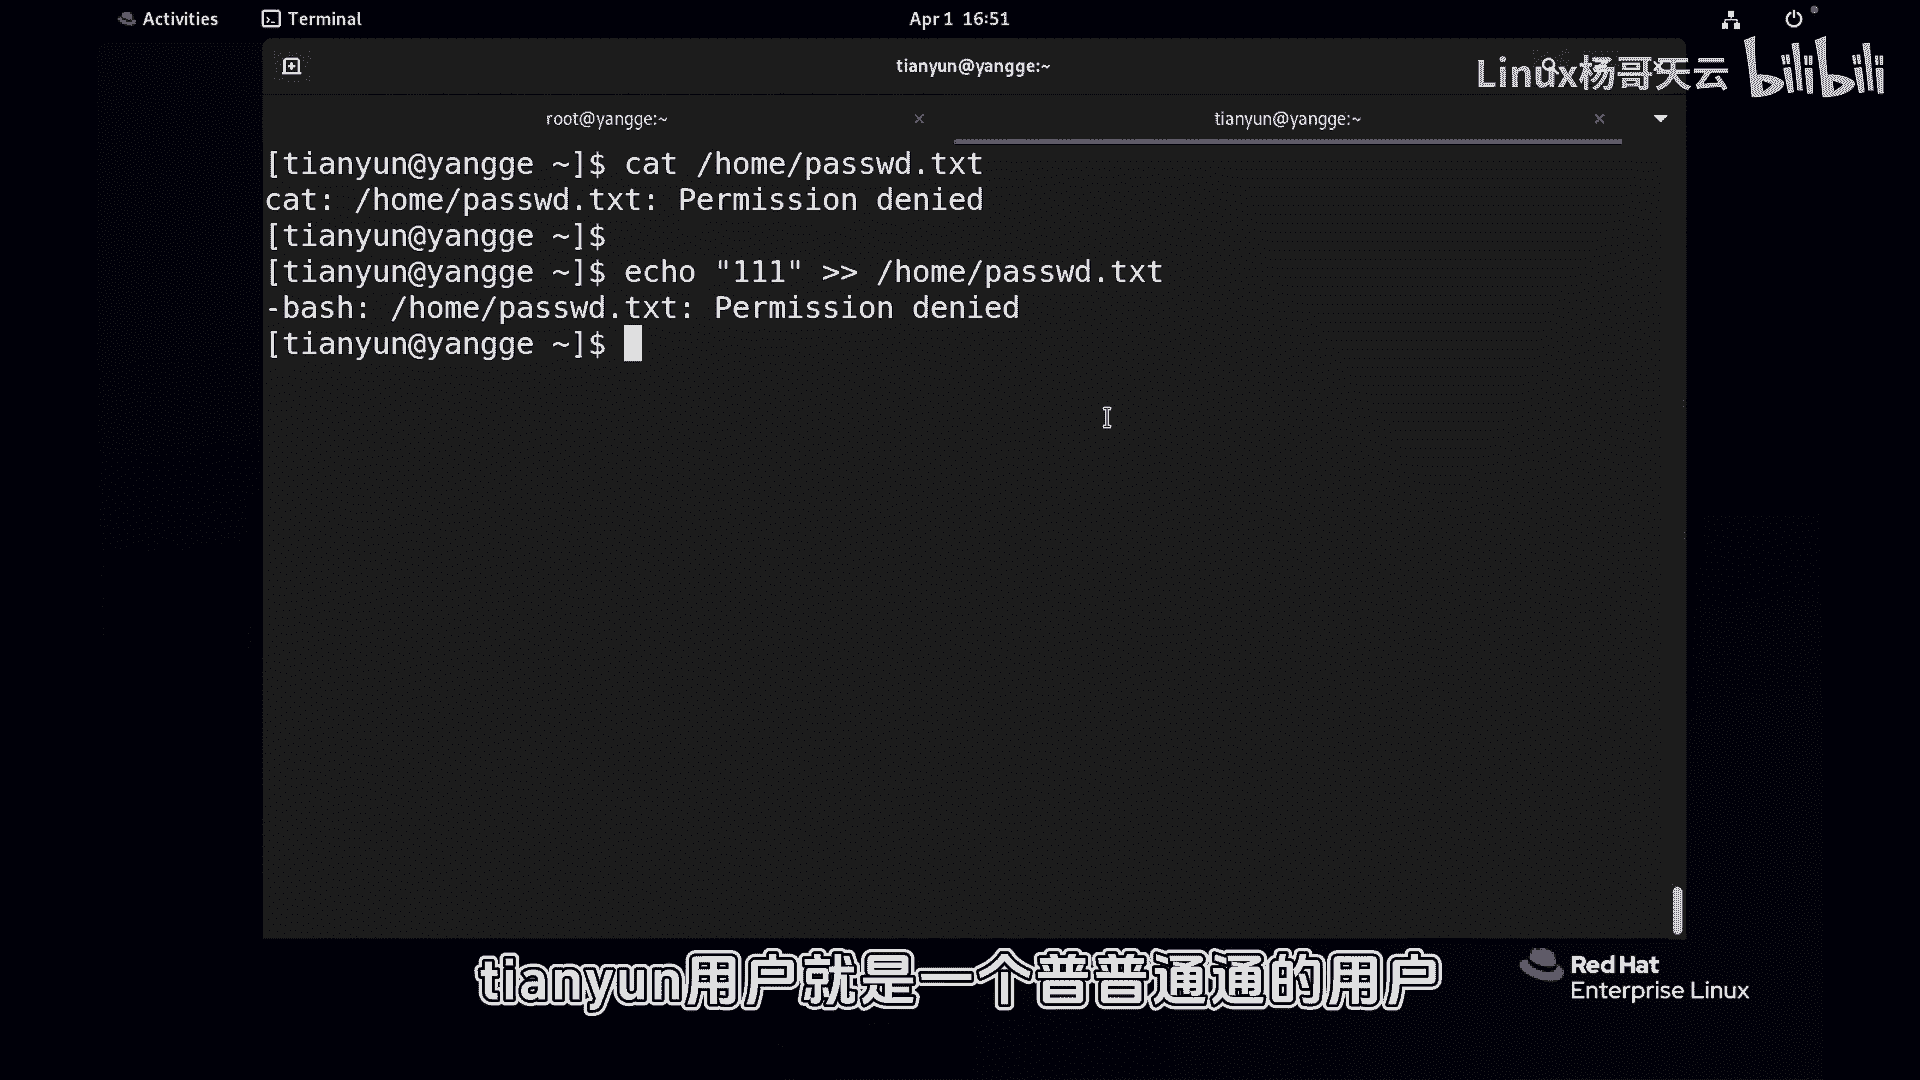 Activities
Terminal
Apr 1 16:51
tianyun@yangge:~
Linux杨哥天云 bilibili
root@yangge:~
tianyun@yangge:~
[tianyun@yangge ~]$ cat /home/passwd.txt
cat: /home/passwd.txt: Permission denied
[tianyun@yangge ~]$
[tianyun@yangge ~]$ echo "111" >> /home/passwd.txt
-bash: /home/passwd.txt: Permission denied
[tianyun@yangge ~]$
tianyun用户就是一个普普通通的用户
Red Hat
Enterprise Linux